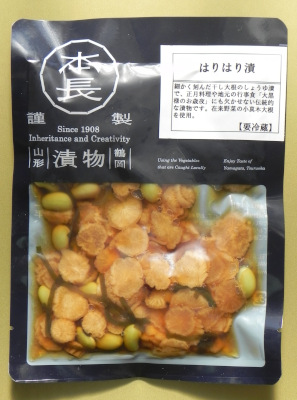 本長
謹製
Since 1908
Inheritance and Creativity
山形 漬物 鶴岡
Using the Vegetables
that are Caught Locally
Enjoy Taste of
Yamagata, Tsuruoka
はりはり漬
細かく刻んだ干し大根のしょうゆ漬
で、正月料理や地元の行事食「大黒
様のお歳夜」にも欠かせない伝統的
な漬物です。在来野菜の小真木大根
を使用。
【要冷蔵】